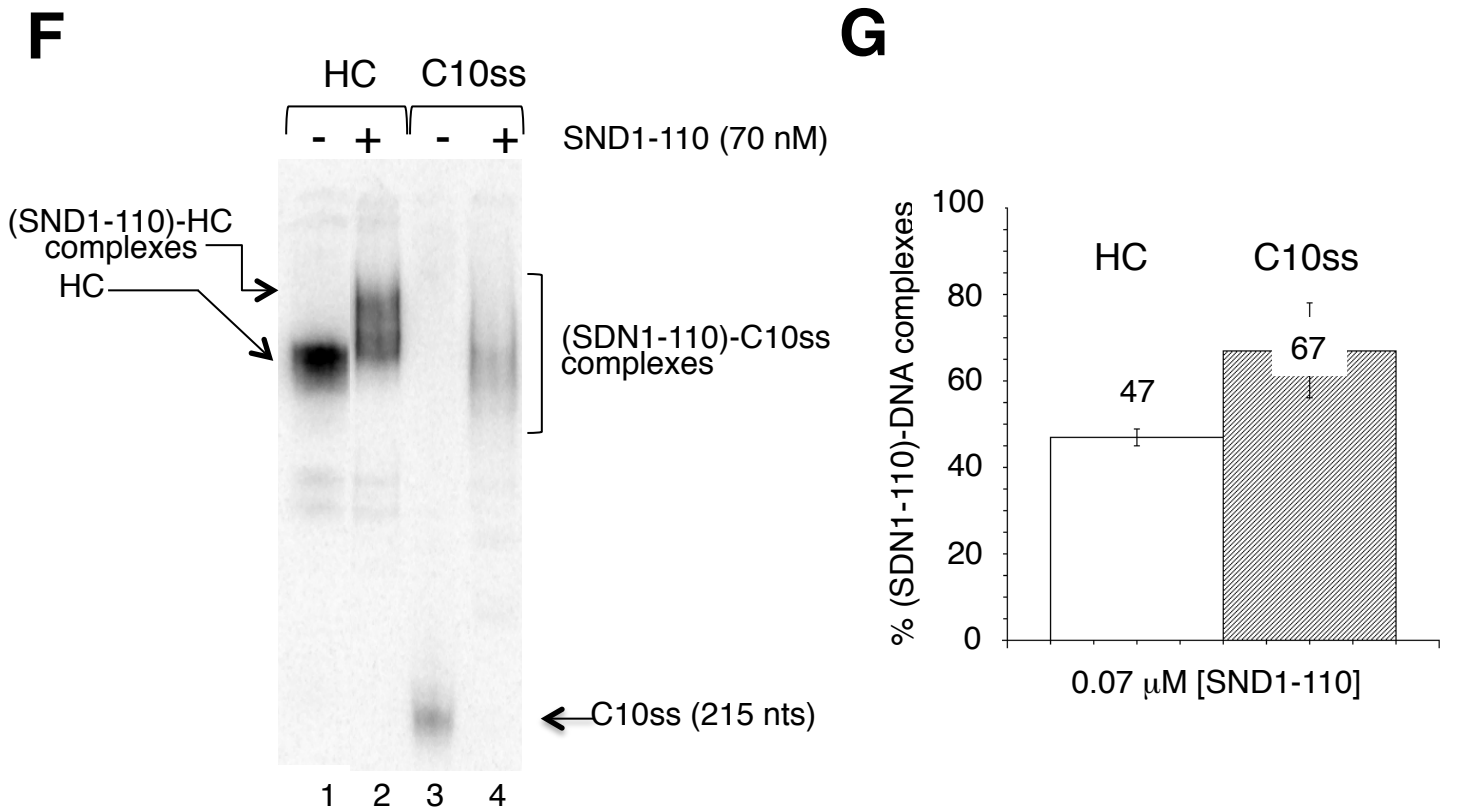 F
HC C10ss
- + - + SND1-110 (70 nM)
(SND1-110)-HC
complexes
HC
(SDN1-110)-C10ss
complexes
C10ss (215 nts)
1 2 3 4
G
% (SDN1-110)-DNA complexes
100
80
60
40
20
0
HC C10ss
47
67
0.07 μM [SND1-110]